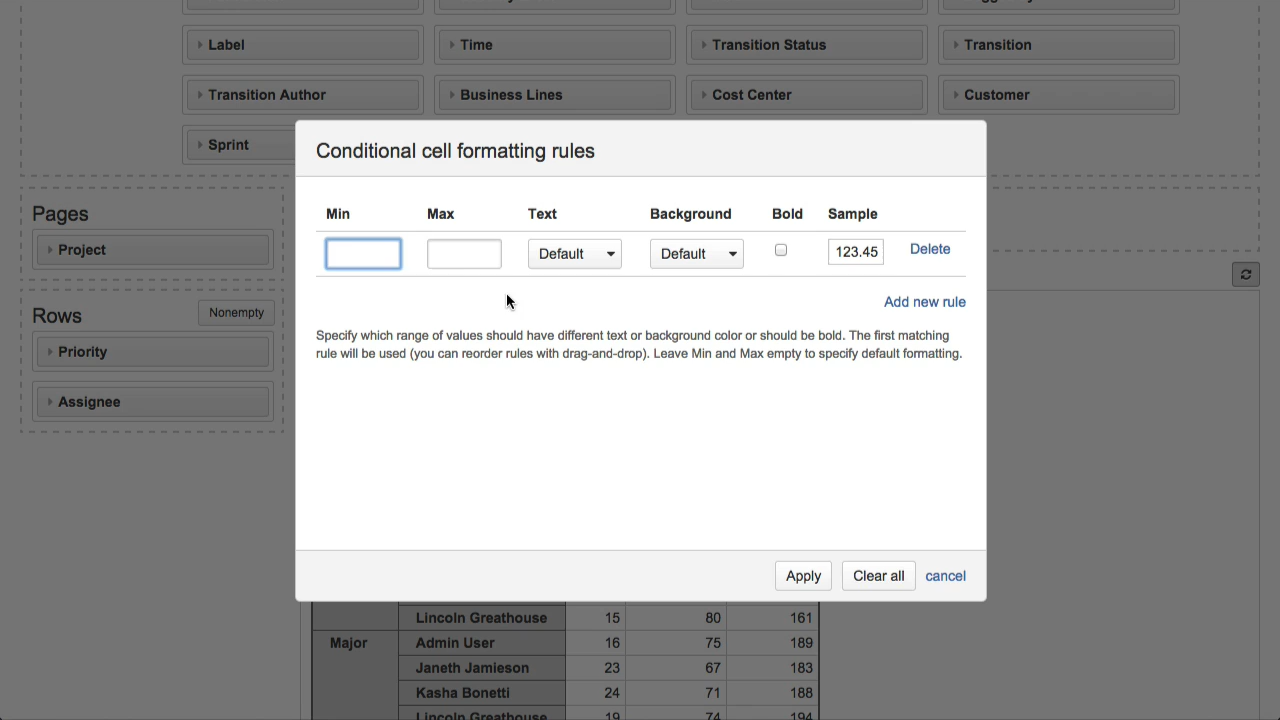 Label
Time
Transition Status
Transition
Transition Author
Business Lines
Cost Center
Customer
Sprint
Conditional cell formatting rules
Pages
Project
Rows
Nonempty
Priority
Assignee
Min Max Text Background Bold Sample
Default Default 123.45 Delete
Add new rule
Specify which range of values should have different text or background color or should be bold. The first matching
rule will be used (you can reorder rules with drag-and-drop). Leave Min and Max empty to specify default formatting.
Apply Clear all cancel
Lincoln Greathouse 15 80 161
Major Admin User 16 75 189
Janeth Jamieson 23 67 183
Kasha Bonetti 24 71 188
Lincoln Greathouse 19 74 194